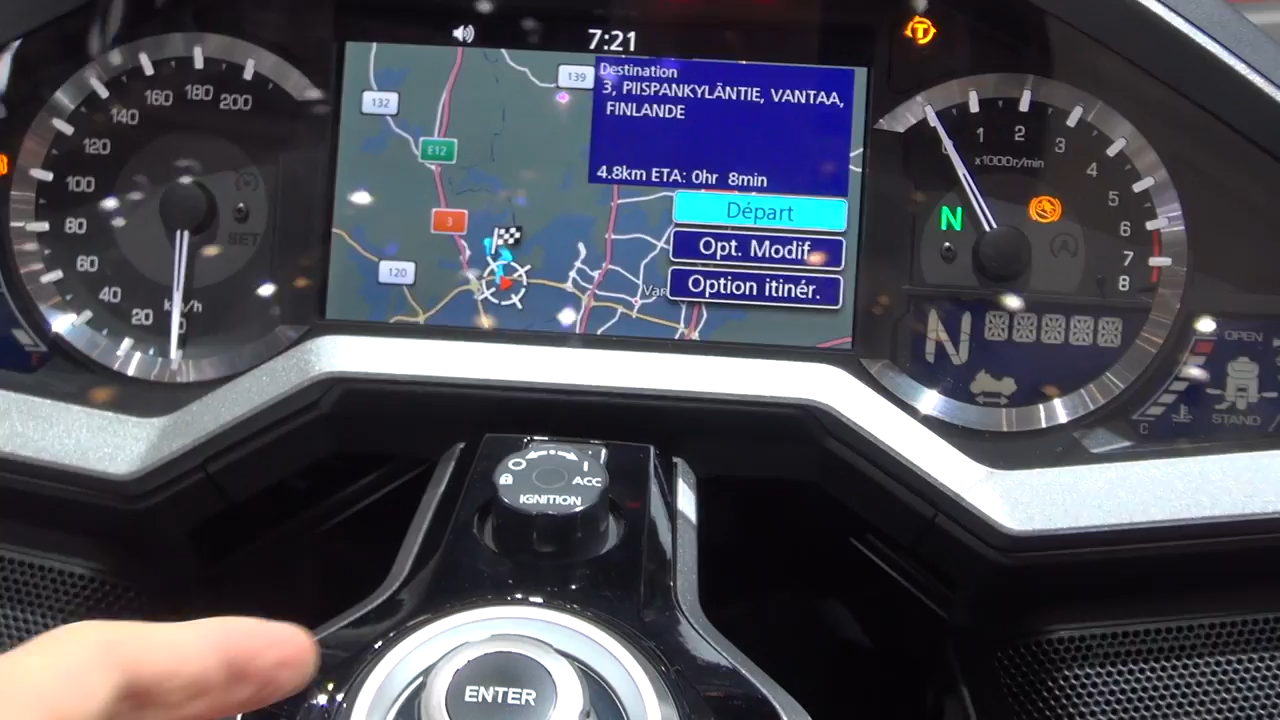 7:21
Destination
3, PIISPANKYLÄNTIE, VANTAA,
FINLANDE
4.8km ETA: 0hr 8min
Départ
Opt. Modif.
Option itinér.
139
132
E12
3
120
Van
20
40
60
80
100
120
140
160
180
200
km/h
SET
T
1
2
3
4
5
6
7
8
x1000r/min
N
A
N
F
OPEN
STAND
C
ACC
IGNITION
ENTER